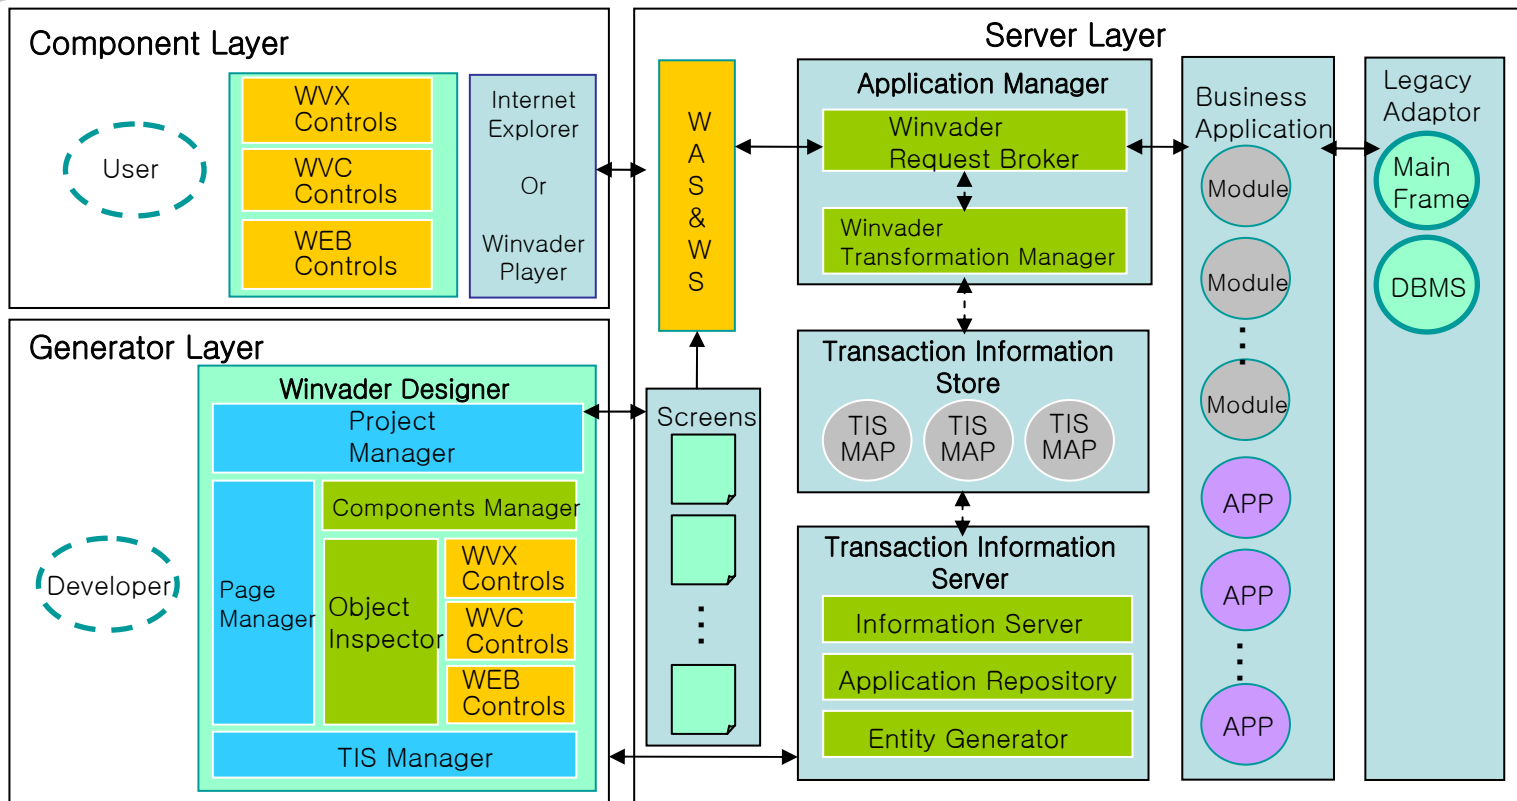 Component Layer
User
WVX
Controls
WVC
Controls
WEB
Controls
Internet
Explorer
Or
Winvader
Player
Generator Layer
Winvader Designer
Project
Manager
Components Manager
Page
Manager
Object
Inspector
WVX
Controls
WVC
Controls
WEB
Controls
TIS Manager
Developer
Server Layer
W
A
S
&
W
S
Screens
Application Manager
Winvader
Request Broker
Winvader
Transformation Manager
Transaction Information
Store
TIS
MAP
TIS
MAP
TIS
MAP
Transaction Information
Server
Information Server
Application Repository
Entity Generator
Business
Application
Module
Module
Module
APP
APP
APP
Legacy
Adaptor
Main
Frame
DBMS